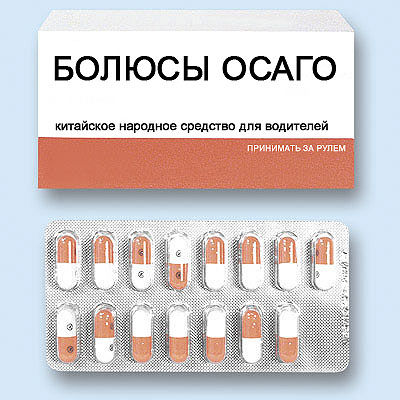 БОЛЮСЫ ОСАГО
китайское народное средство для водителей
ПРИНИМАТЬ ЗА РУЛЕМ